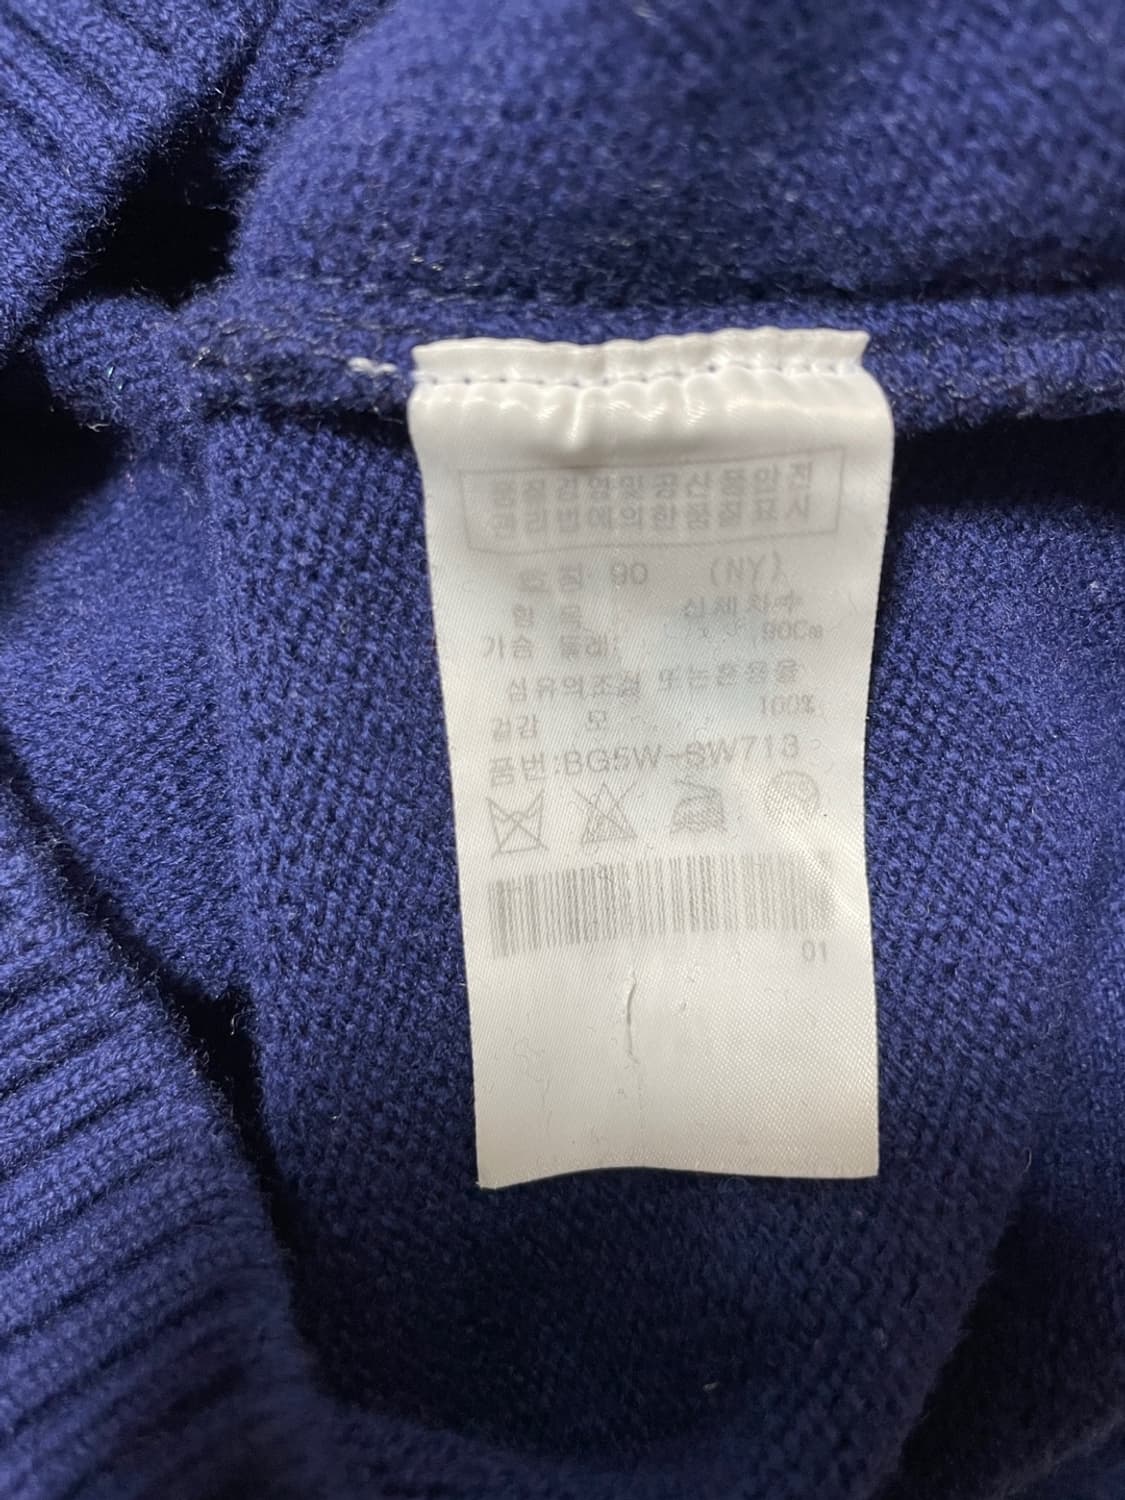 품질경영및공산품안전
관리법에의한품질표시
호 칭 90 (NY)
항 목 신체치수
가슴 둘레: 90Cm
섬유의조성 또는혼용율
겉감 모 100%
품번:BG5W-SW713
01